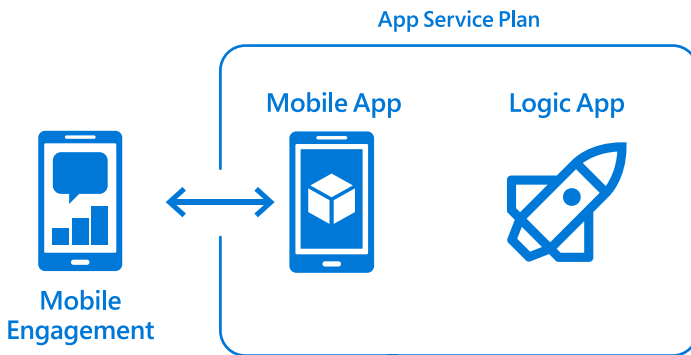 App Service Plan
Mobile App
Logic App
Mobile
Engagement